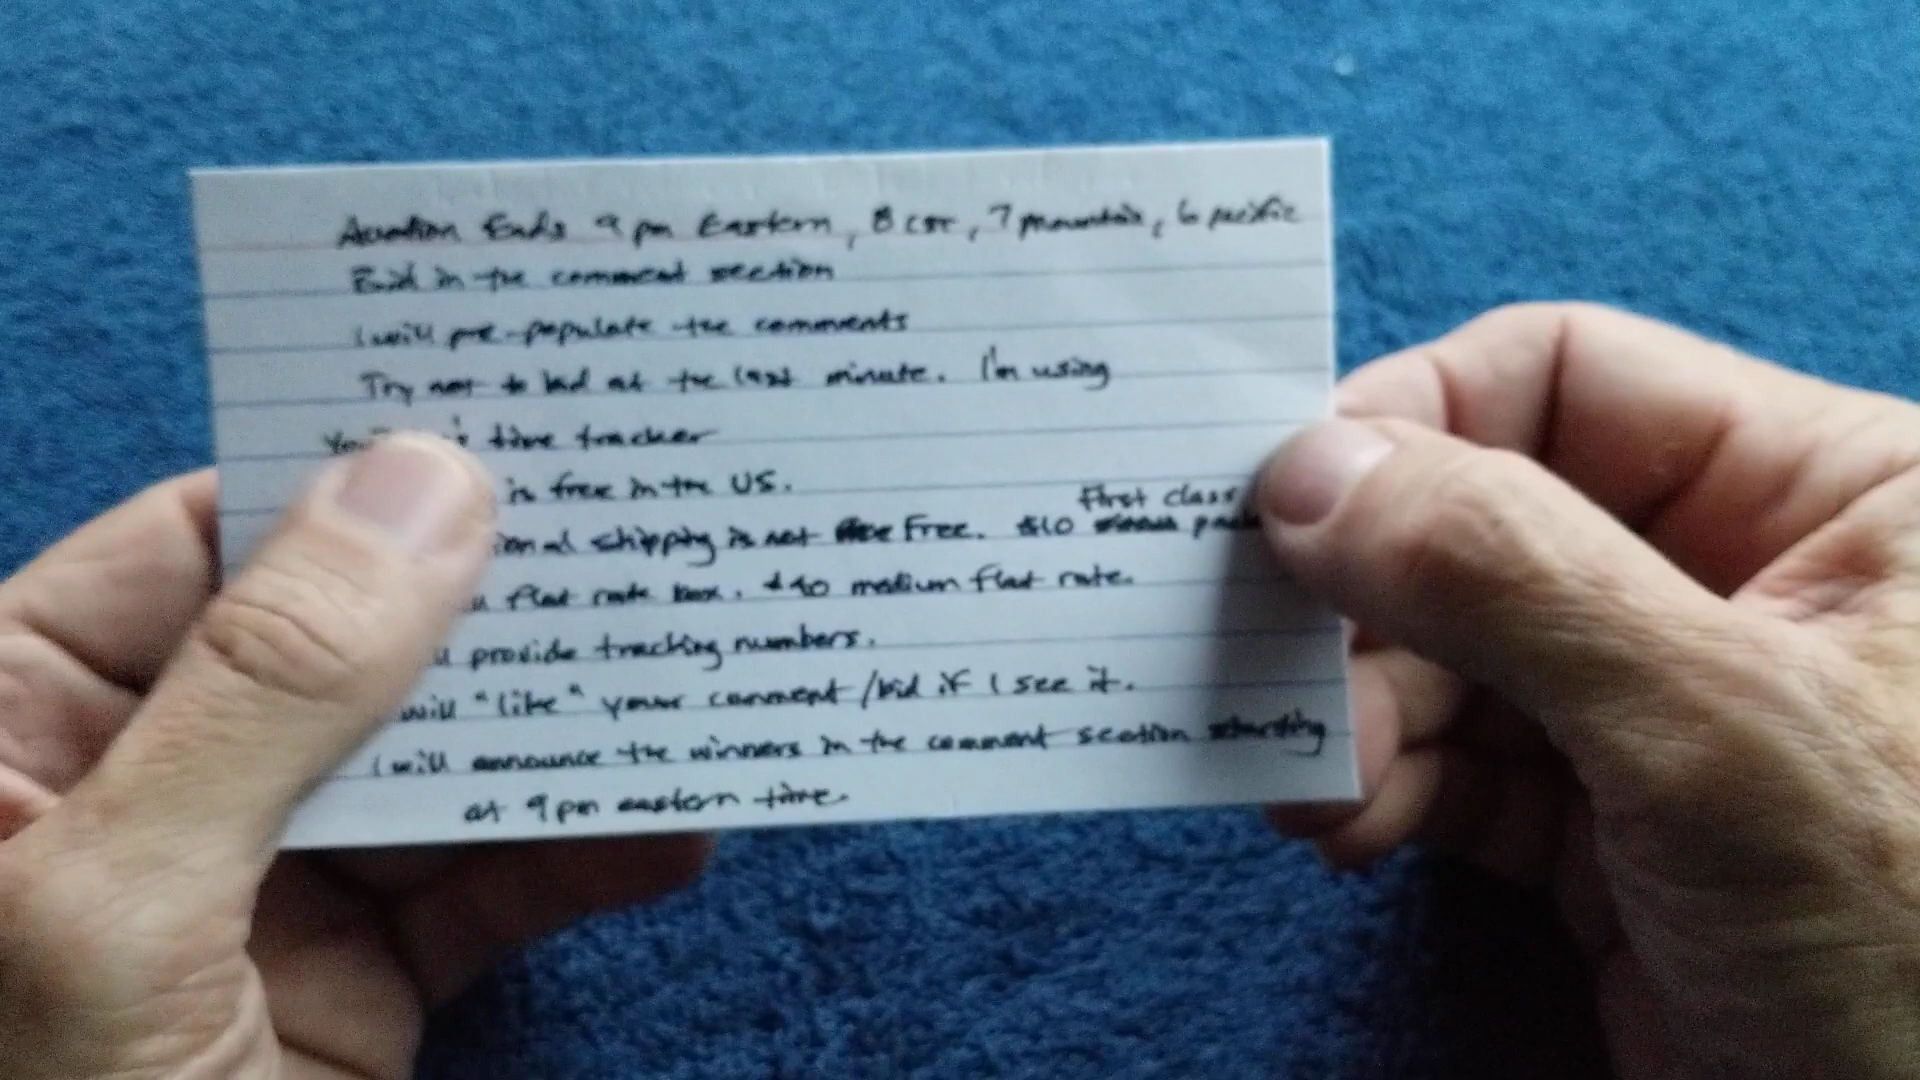 Auction Ends 9 pm Eastern, 8 cst, 7 mountain, 6 pacific
Bid in the comment section
I will pre-populate the comments
Try not to bid at the last minute. I'm using
time tracker
is free in the US.
First class
shipping is not Free. $10
flat rate box. $40 medium flat rate.
provide tracking numbers.
will "like" your comment/bid if I see it.
I will announce the winners in the comment section starting
at 9pm eastern time.